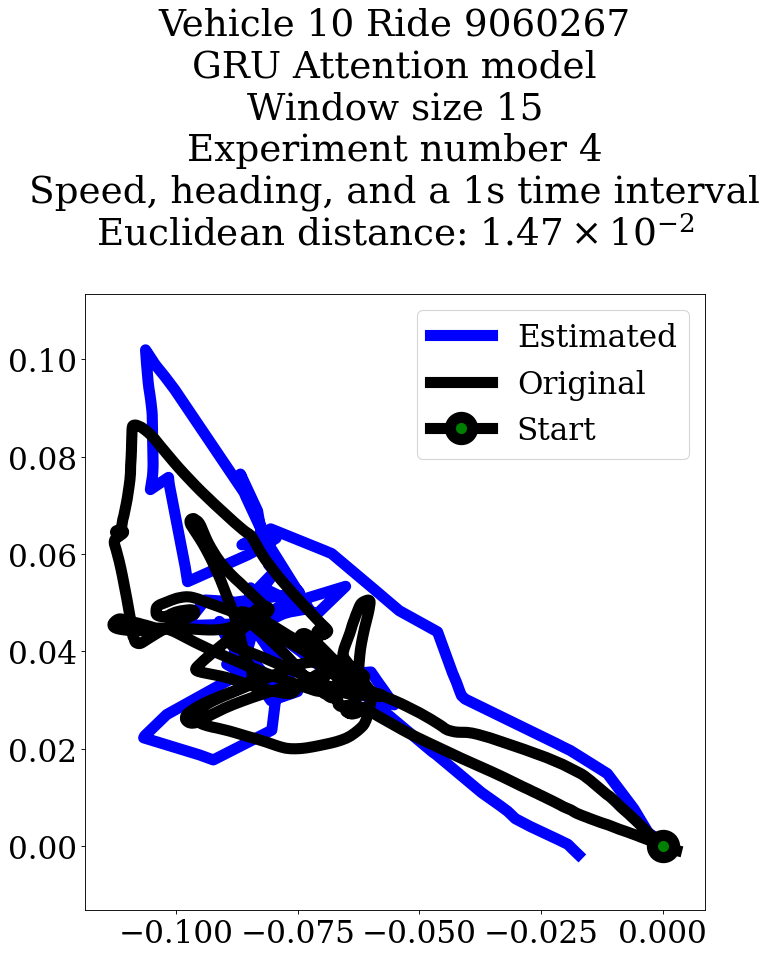 Vehicle 10 Ride 9060267
GRU Attention model
Window size 15
Experiment number 4
Speed, heading, and a 1s time interval
Euclidean distance: 1.47 × 10⁻²
Estimated
Original
Start
0.10
0.08
0.06
0.04
0.02
0.00
−0.100 −0.075 −0.050 −0.025 0.000